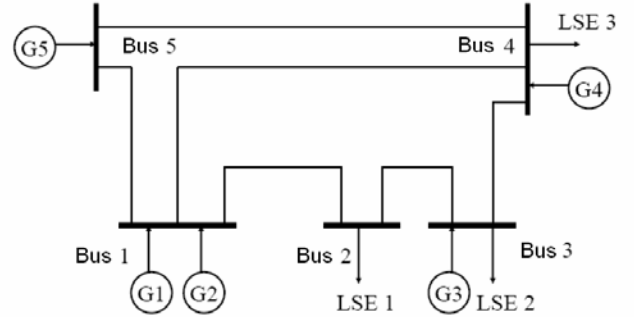 LSE 3
G5
Bus 5
Bus 4
G4
Bus 1
Bus 2
Bus 3
G1
G2
LSE 1
G3
LSE 2